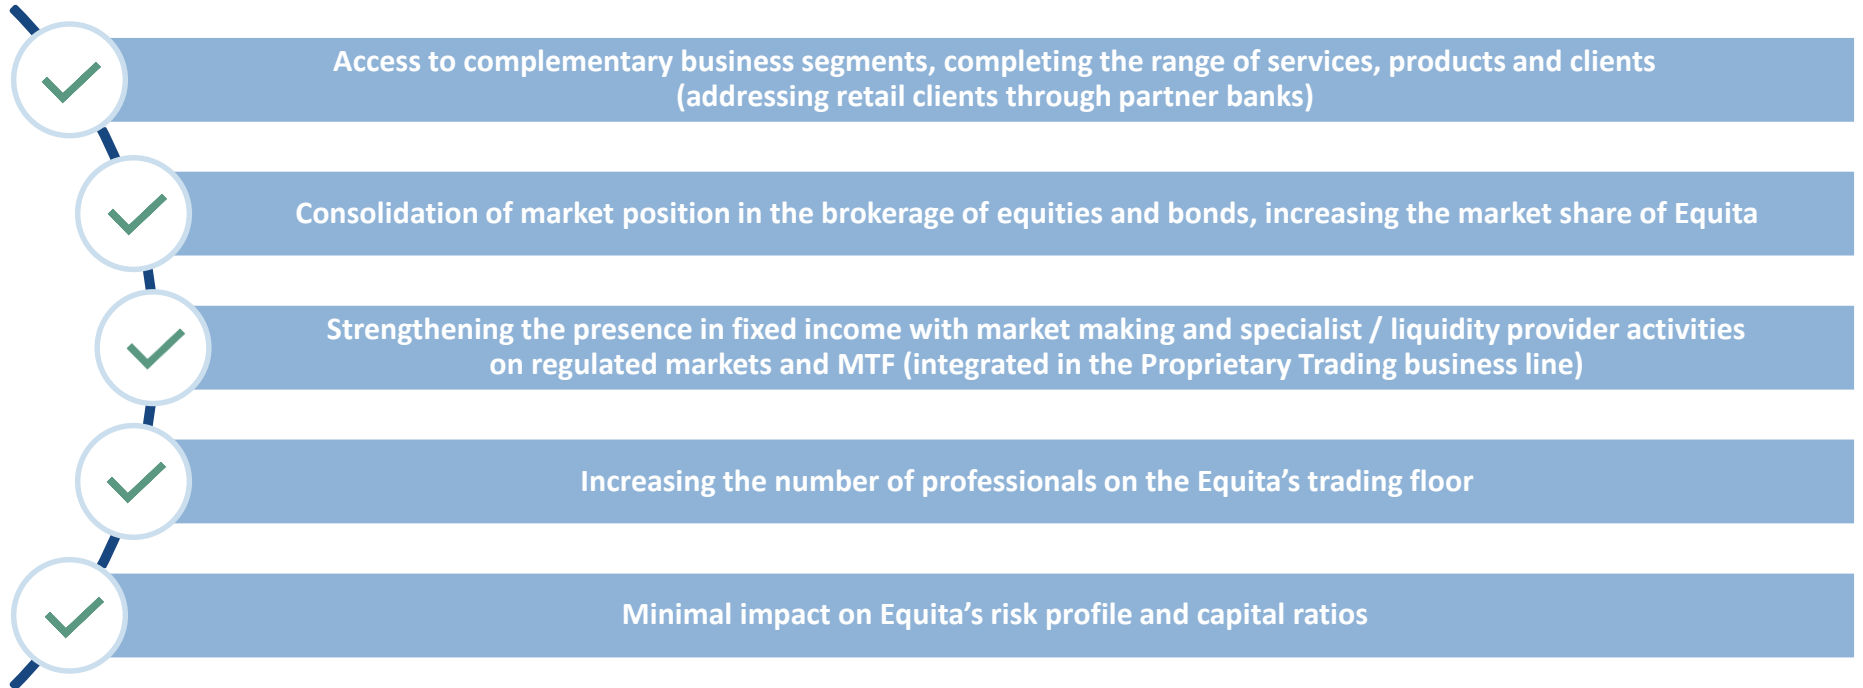 Access to complementary business segments, completing the range of services, products and clients
(addressing retail clients through partner banks)
Consolidation of market position in the brokerage of equities and bonds, increasing the market share of Equita
Strengthening the presence in fixed income with market making and specialist / liquidity provider activities
on regulated markets and MTF (integrated in the Proprietary Trading business line)
Increasing the number of professionals on the Equita’s trading floor
Minimal impact on Equita’s risk profile and capital ratios